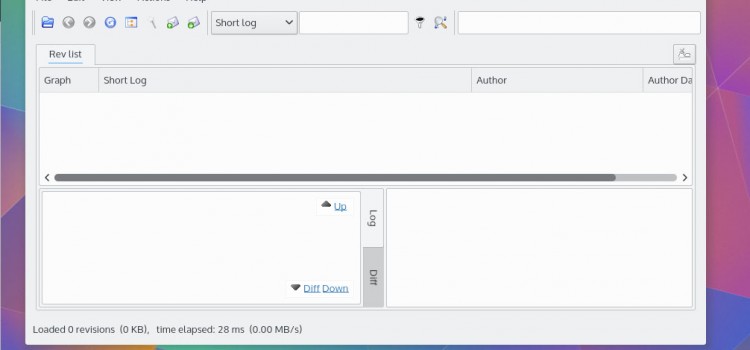 Short log
Rev list
Graph Short Log Author Author Da
Up
Log
Diff
Diff Down
Loaded 0 revisions (0 KB), time elapsed: 28 ms (0.00 MB/s)